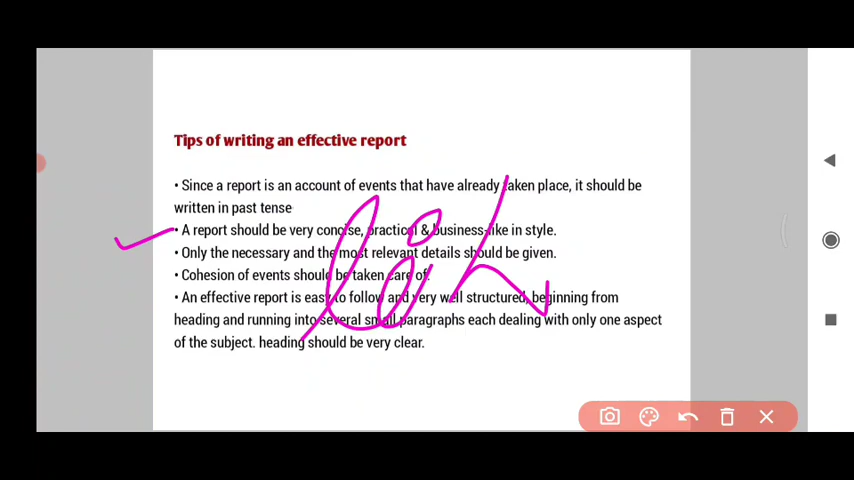 Tips of writing an effective report
• Since a report is an account of events that have already taken place, it should be
written in past tense
• A report should be very concise, practical & business-like in style.
• Only the necessary and the most relevant details should be given.
• Cohesion of events should be taken care of.
• An effective report is easy to follow and very well structured, beginning from
heading and running into several small paragraphs each dealing with only one aspect
of the subject. heading should be very clear.